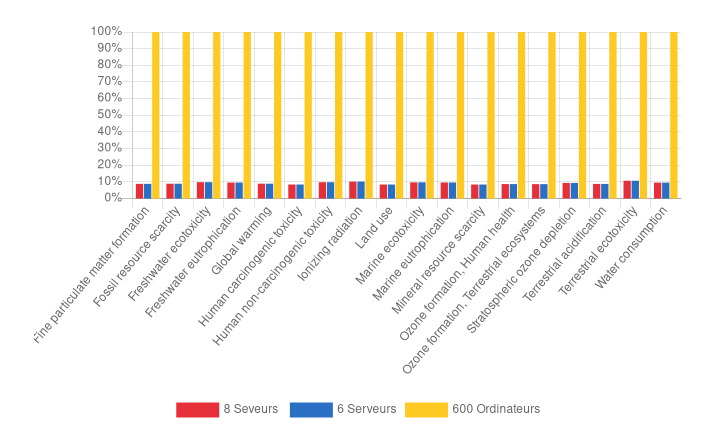 100%
90%
80%
70%
60%
50%
40%
30%
20%
10%
0%
Fine particulate matter formation
Fossil resource scarcity
Freshwater ecotoxicity
Freshwater eutrophication
Global warming
Human carcinogenic toxicity
Human non-carcinogenic toxicity
Ionizing radiation
Land use
Marine ecotoxicity
Marine eutrophication
Mineral resource scarcity
Ozone formation, Human health
Ozone formation, Terrestrial ecosystems
Stratospheric ozone depletion
Terrestrial acidification
Terrestrial ecotoxicity
Water consumption
8 Seveurs
6 Serveurs
600 Ordinateurs